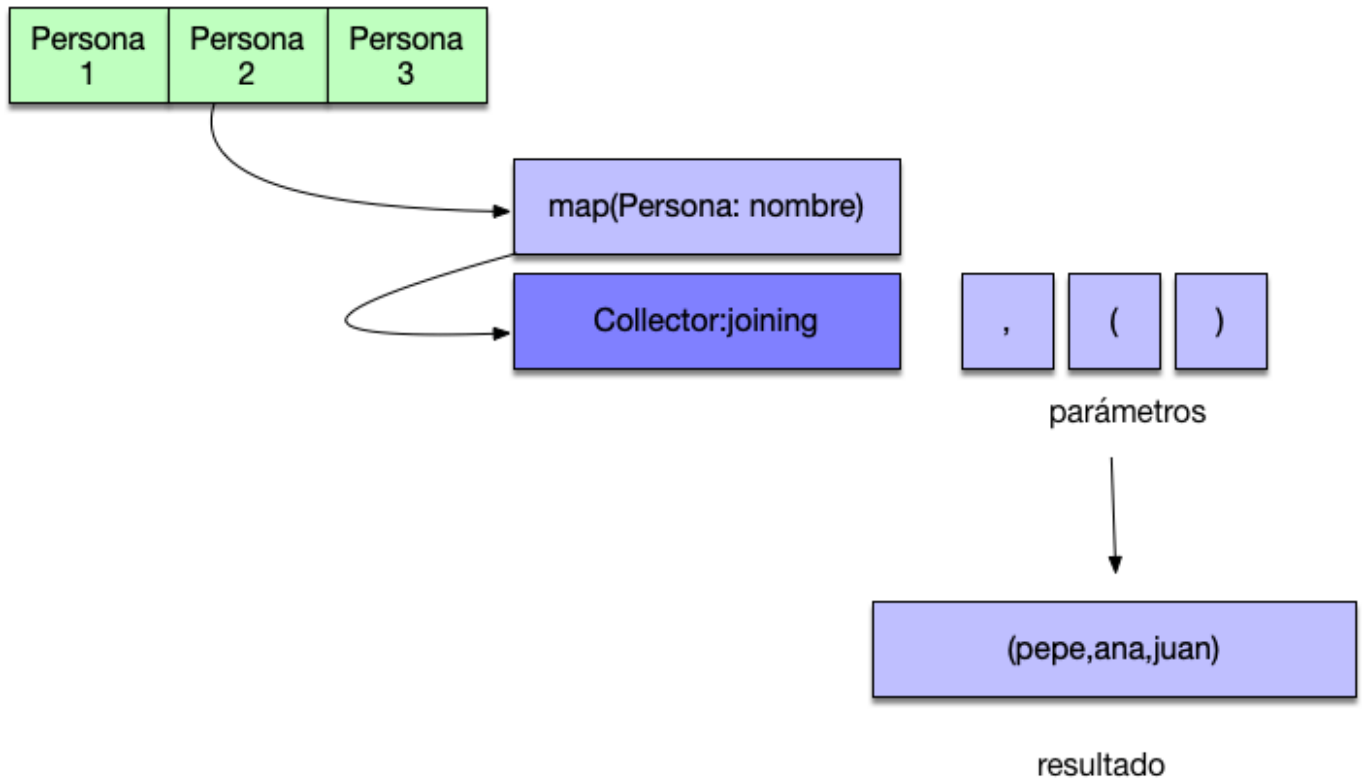 Persona
1
Persona
2
Persona
3
map(Persona: nombre)
Collector:joining
,
(
)
parámetros
(pepe,ana,juan)
resultado